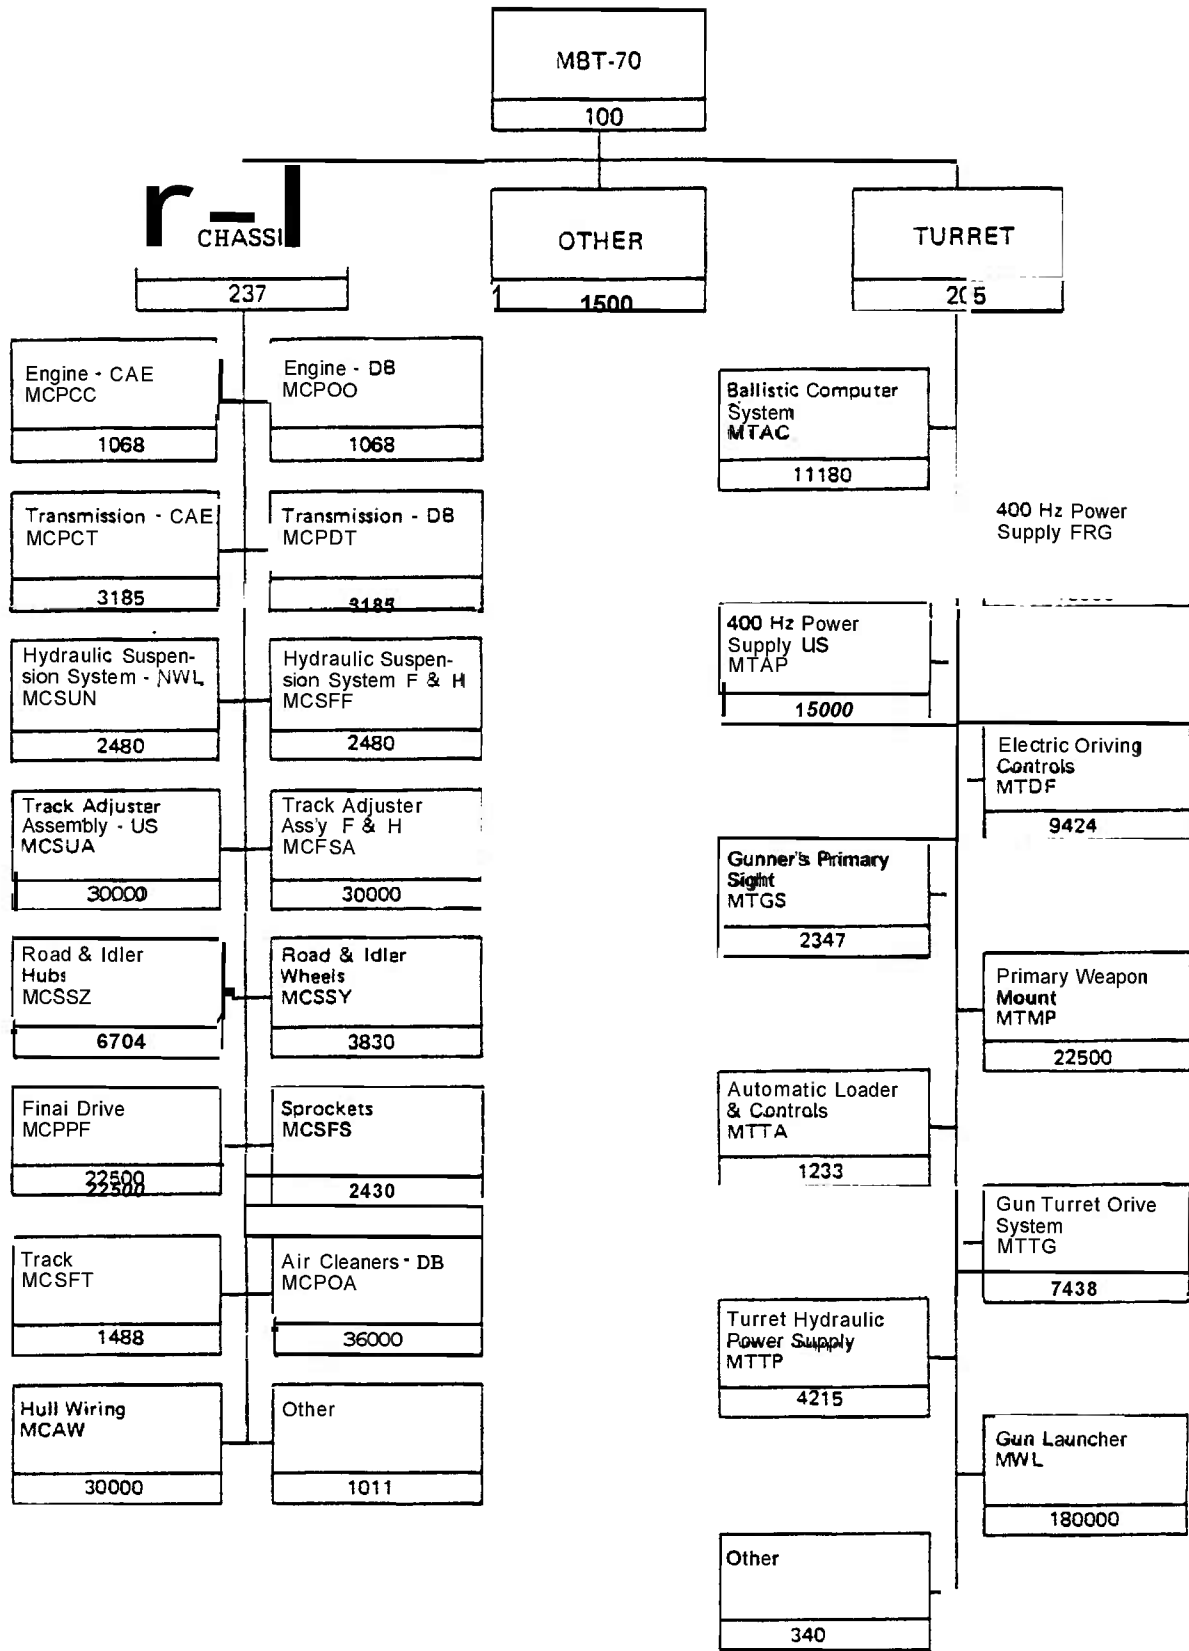 MBT-70
100
CHASSI
237
OTHER
1500
TURRET
205
Engine - CAE
MCPCC
1068
Engine - DB
MCPOO
1068
Transmission - CAE
MCPCT
3185
Transmission - DB
MCPDT
3185
Hydraulic Suspen-
sion System - NWL
MCSUN
2480
Hydraulic Suspen-
sion System F & H
MCSFF
2480
Track Adjuster
Assembly - US
MCSUA
30000
Track Adjuster
Ass'y F & H
MCFSA
30000
Road & Idler
Hubs
MCSSZ
6704
Road & Idler
Wheels
MCSSY
3830
Finai Drive
MCPPF
22500
22500
Sprockets
MCSFS
2430
Track
MCSFT
1488
Air Cleaners - DB
MCPOA
36000
Hull Wiring
MCAW
30000
Other
1011
Ballistic Computer
System
MTAC
11180
400 Hz Power
Supply FRG
400 Hz Power
Supply US
MTAP
15000
Electric Oriving
Controls
MTDF
9424
Gunner's Primary
Sight
MTGS
2347
Primary Weapon
Mount
MTMP
22500
Automatic Loader
& Controls
MTTA
1233
Gun Turret Orive
System
MTTG
7438
Turret Hydraulic
Power Supply
MTTP
4215
Gun Launcher
MWL
180000
Other
340